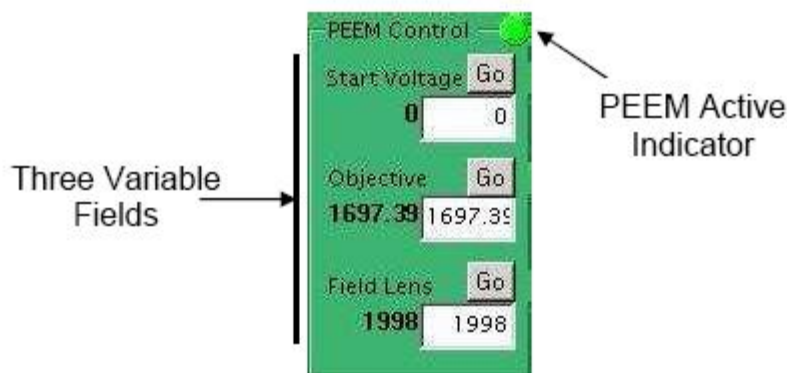 PEEM Control
Start Voltage Go
0 0
PEEM Active
Indicator
Three Variable
Fields
Objective Go
1697.39 1697.39
Field Lens Go
1998 1998